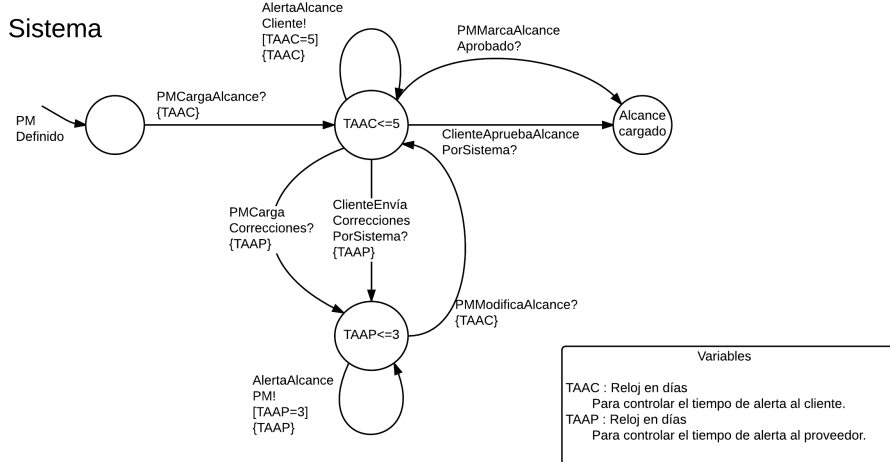 Sistema
AlertaAlcance
Cliente!
[TAAC=5]
{TAAC}
PMMarcaAlcance
Aprobado?
PM
Definido
PMCargaAlcance?
{TAAC}
TAAC<=5
ClienteApruebaAlcance
PorSistema?
Alcance
cargado
PMCarga
Correcciones?
{TAAP}
ClienteEnvía
Correcciones
PorSistema?
{TAAP}
PMModificaAlcance?
{TAAC}
TAAP<=3
AlertaAlcance
PM!
[TAAP=3]
{TAAP}
Variables
TAAC : Reloj en días
Para controlar el tiempo de alerta al cliente.
TAAP : Reloj en días
Para controlar el tiempo de alerta al proveedor.